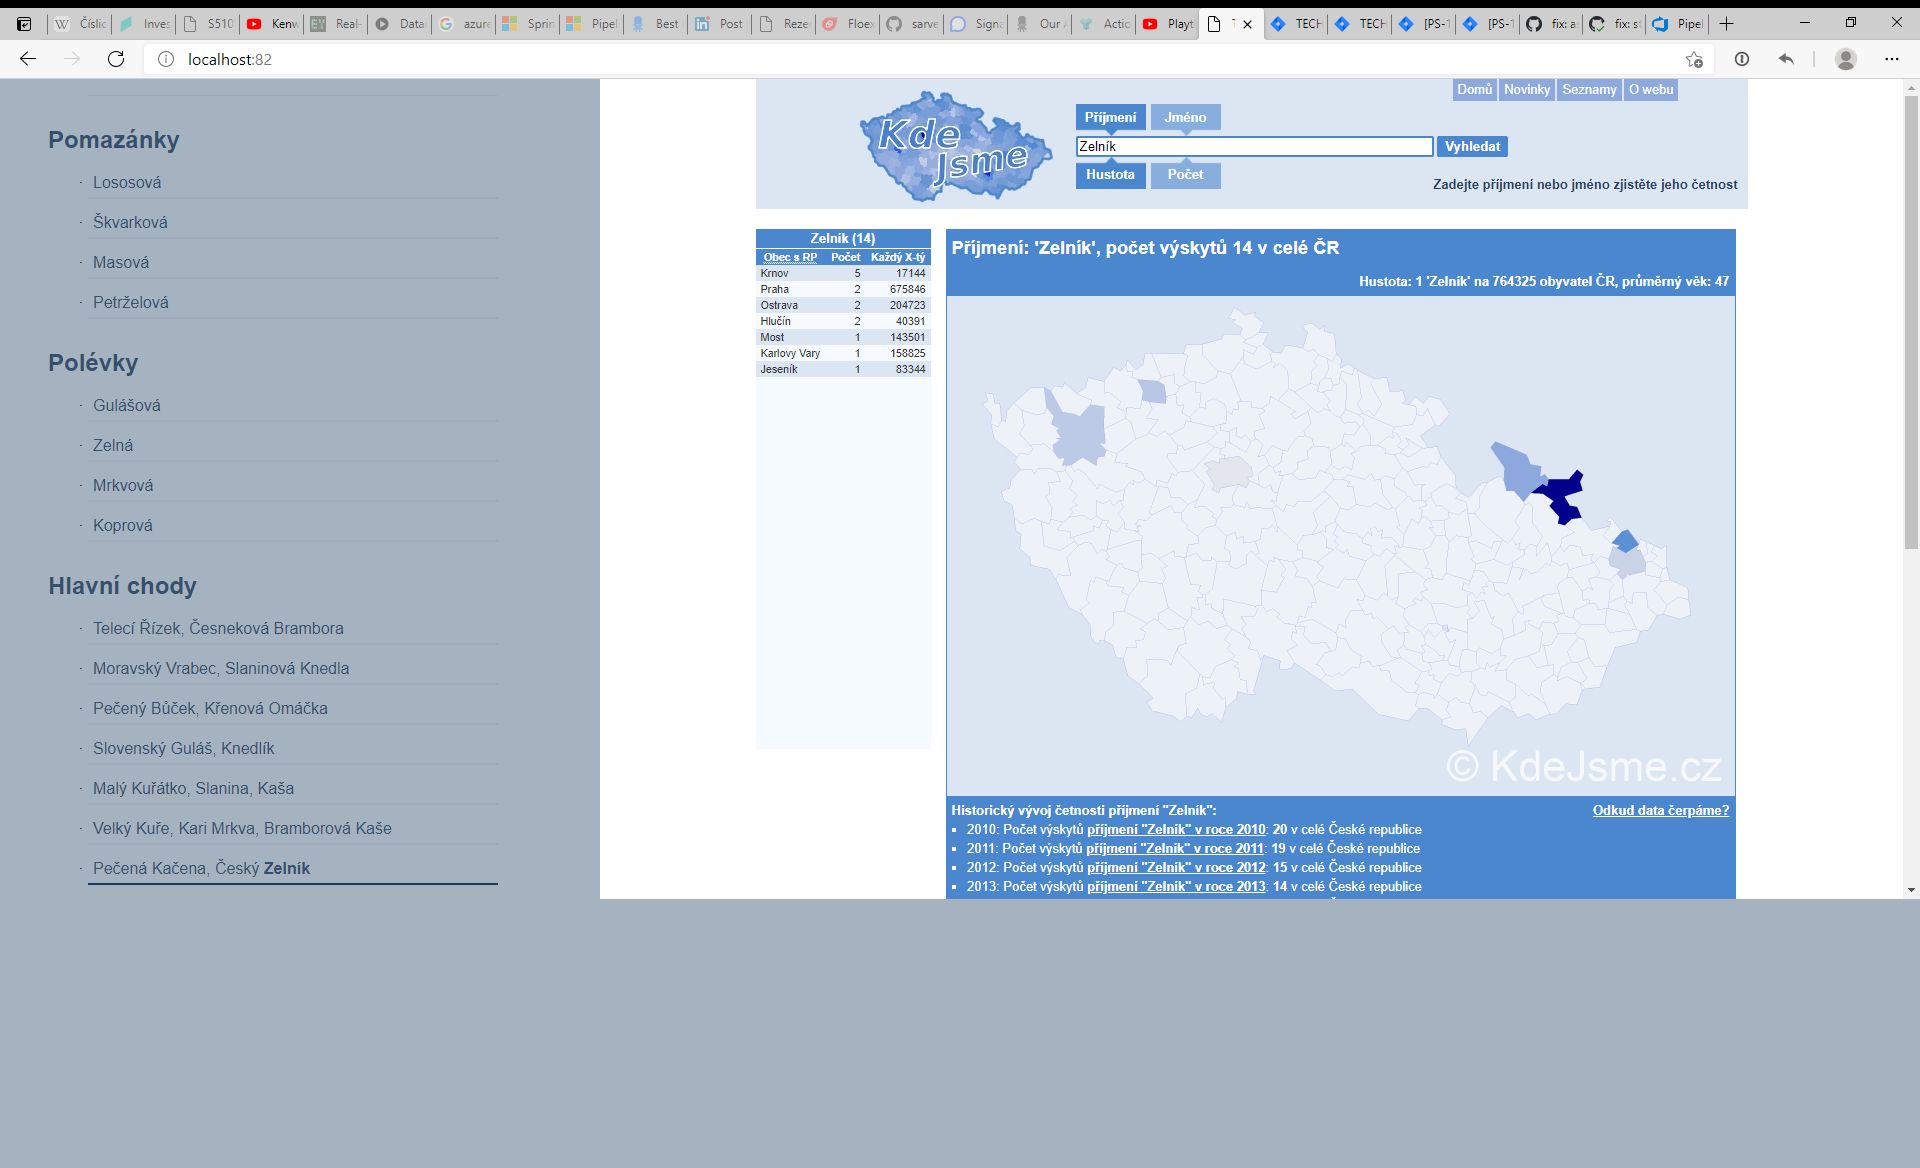 Číslic
Inves
S510
Kenw
Real-
Data
azure
Sprin
Pipel
Best
Post
Reze
Floex
sarve
Signa
Our A
Actio
Playt
TECH
TECH
[PS-1
[PS-1
fix: a
fix: st
Pipel
localhost:82
Pomazánky
· Lososová
· Škvarková
· Masová
· Petrželová
Polévky
· Gulášová
· Zelná
· Mrkvová
· Koprová
Hlavní chody
· Telecí Řízek, Česneková Brambora
· Moravský Vrabec, Slaninová Knedla
· Pečený Bůček, Křenová Omáčka
· Slovenský Guláš, Knedlík
· Malý Kuřátko, Slanina, Kaša
· Velký Kuře, Kari Mrkva, Bramborová Kaše
· Pečená Kačena, Český Zelník
Kde
Jsme
Domů Novinky Seznamy O webu
Příjmení Jméno
Zelník Vyhledat
Hustota Počet
Zadejte příjmení nebo jméno zjistěte jeho četnost
Zelník (14)
Obec s RP Počet Každý X-tý
Krnov 5 17144
Praha 2 675846
Ostrava 2 204723
Hlučín 2 40391
Most 1 143501
Karlovy Vary 1 158825
Jeseník 1 83344
Příjmení: 'Zelník', počet výskytů 14 v celé ČR
Hustota: 1 'Zelník' na 764325 obyvatel ČR, průměrný věk: 47
© KdeJsme.cz
Historický vývoj četnosti příjmení "Zelník": Odkud data čerpáme?
▪ 2010: Počet výskytů příjmení "Zelník" v roce 2010: 20 v celé České republice
▪ 2011: Počet výskytů příjmení "Zelník" v roce 2011: 19 v celé České republice
▪ 2012: Počet výskytů příjmení "Zelník" v roce 2012: 15 v celé České republice
▪ 2013: Počet výskytů příjmení "Zelník" v roce 2013: 14 v celé České republice